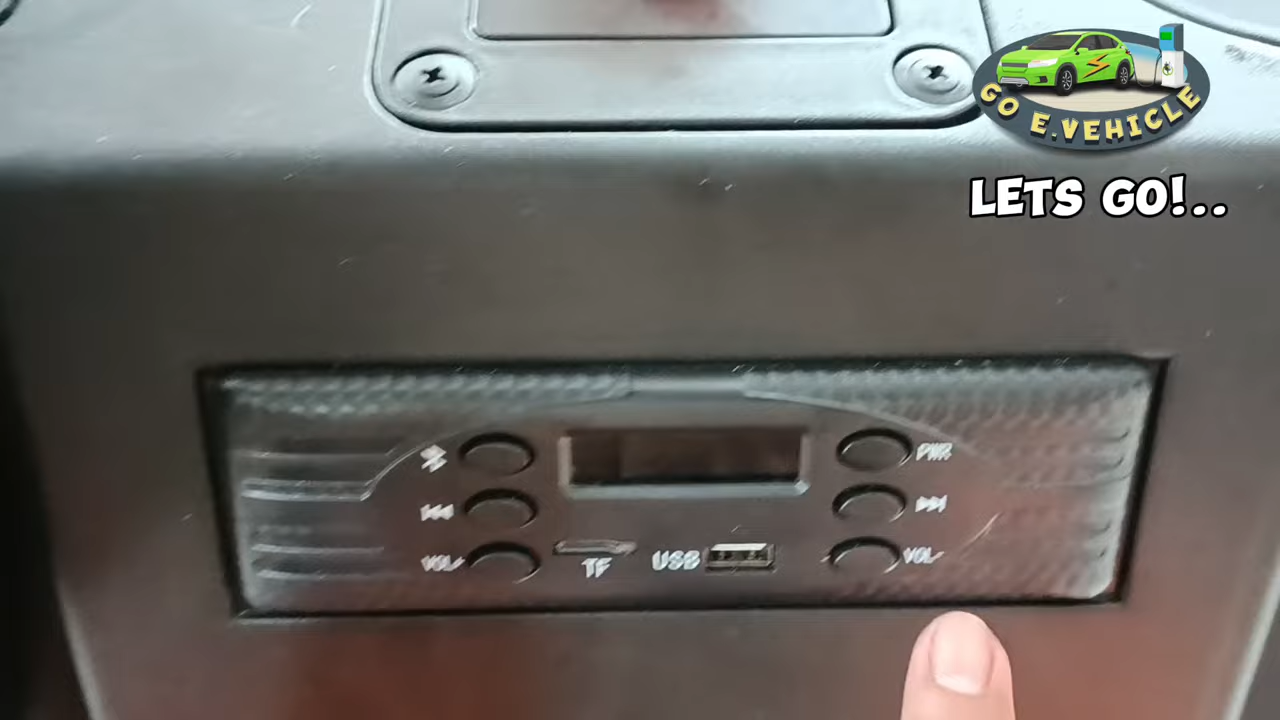 GO E.VEHICLE
LETS GO!..
PWR
VOL
TF
USB
VOL